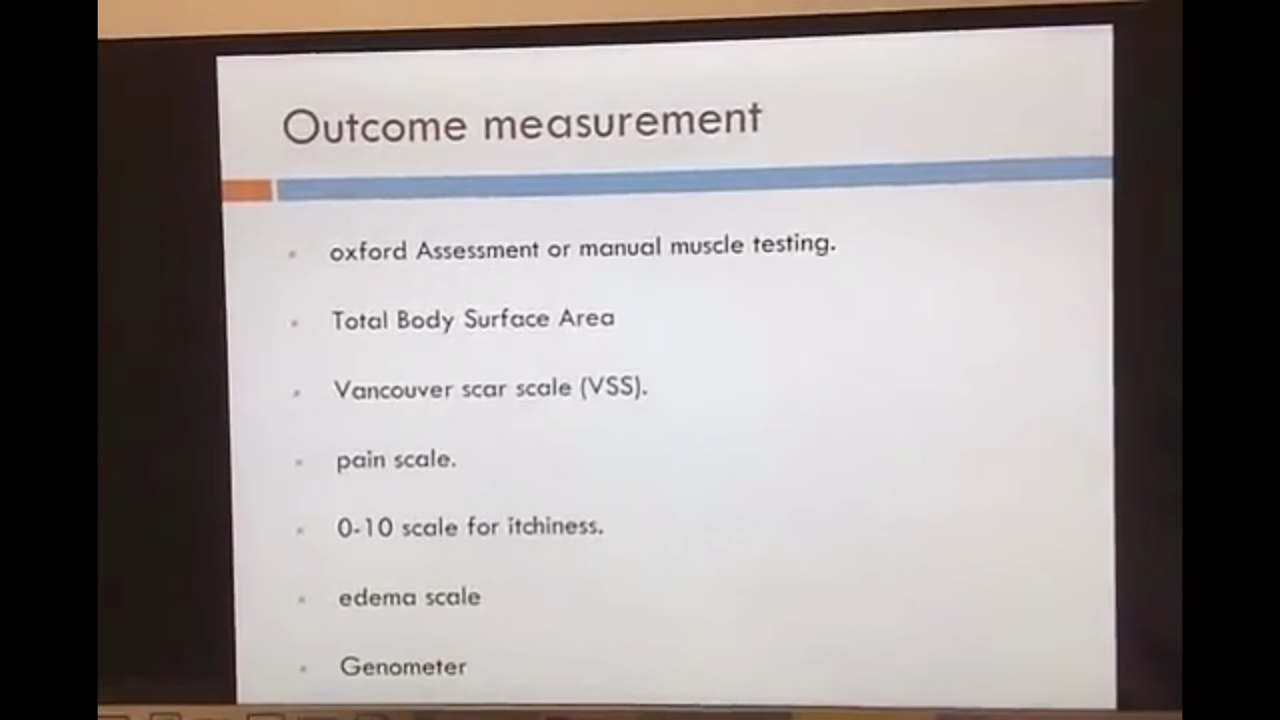 Outcome measurement
oxford Assessment or manual muscle testing.
Total Body Surface Area
Vancouver scar scale (VSS).
pain scale.
0-10 scale for itchiness.
edema scale
Genometer